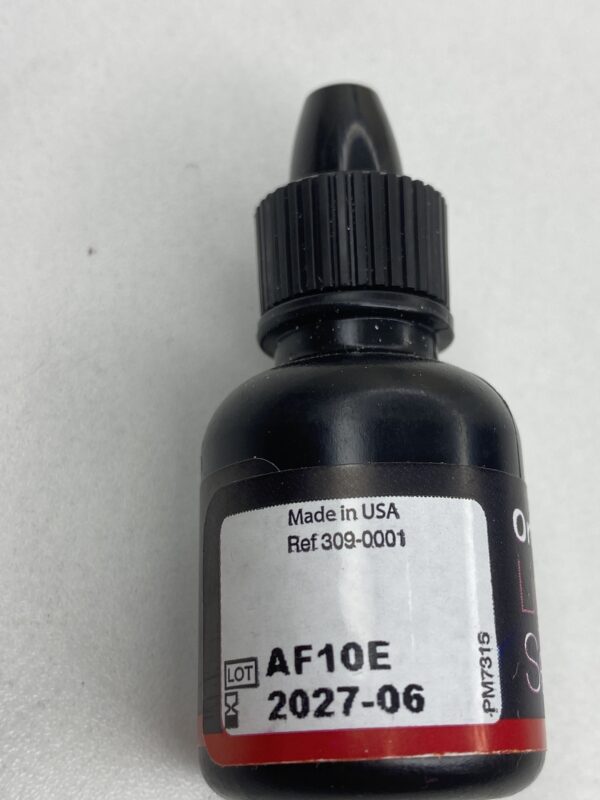 Made in USA
Ref 309-0001
LOT AF10E
2027-06
PM7315